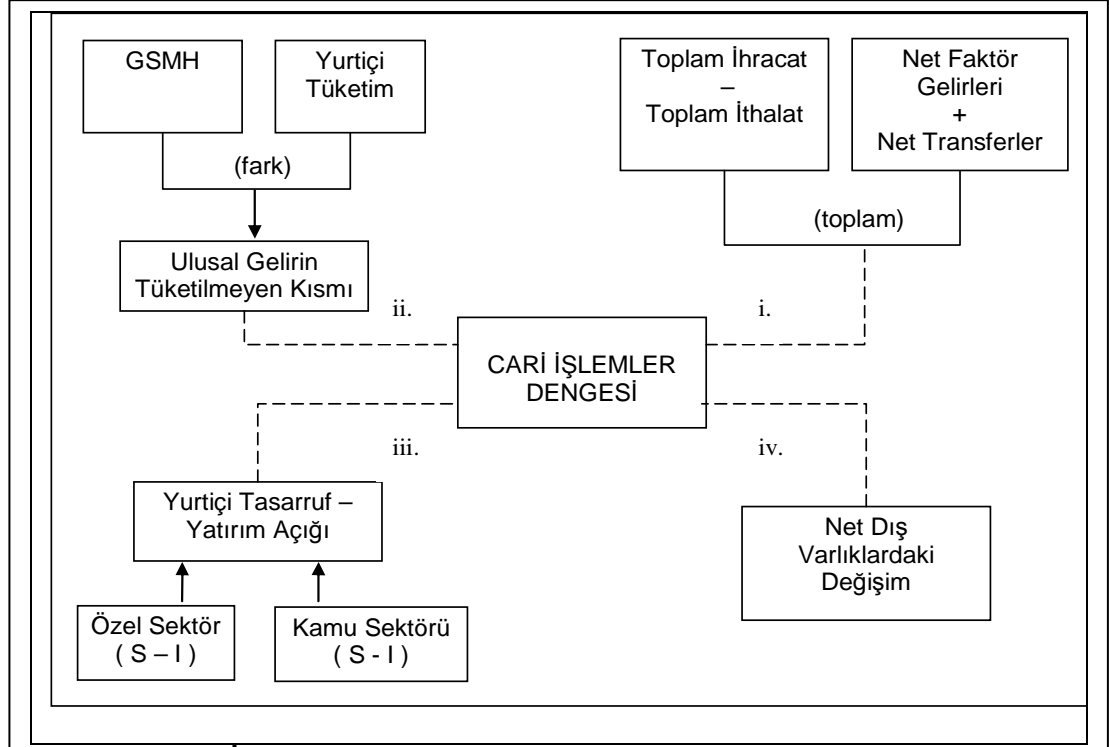 GSMH
Yurtiçi
Tüketim
(fark)
Ulusal Gelirin
Tüketilmeyen Kısmı
Toplam İhracat
–
Toplam İthalat
Net Faktör
Gelirleri
+
Net Transferler
(toplam)
ii.
i.
CARİ İŞLEMLER
DENGESİ
iii.
iv.
Yurtiçi Tasarruf –
Yatırım Açığı
Özel Sektör
( S – I )
Kamu Sektörü
( S - I )
Net Dış
Varlıklardaki
Değişim